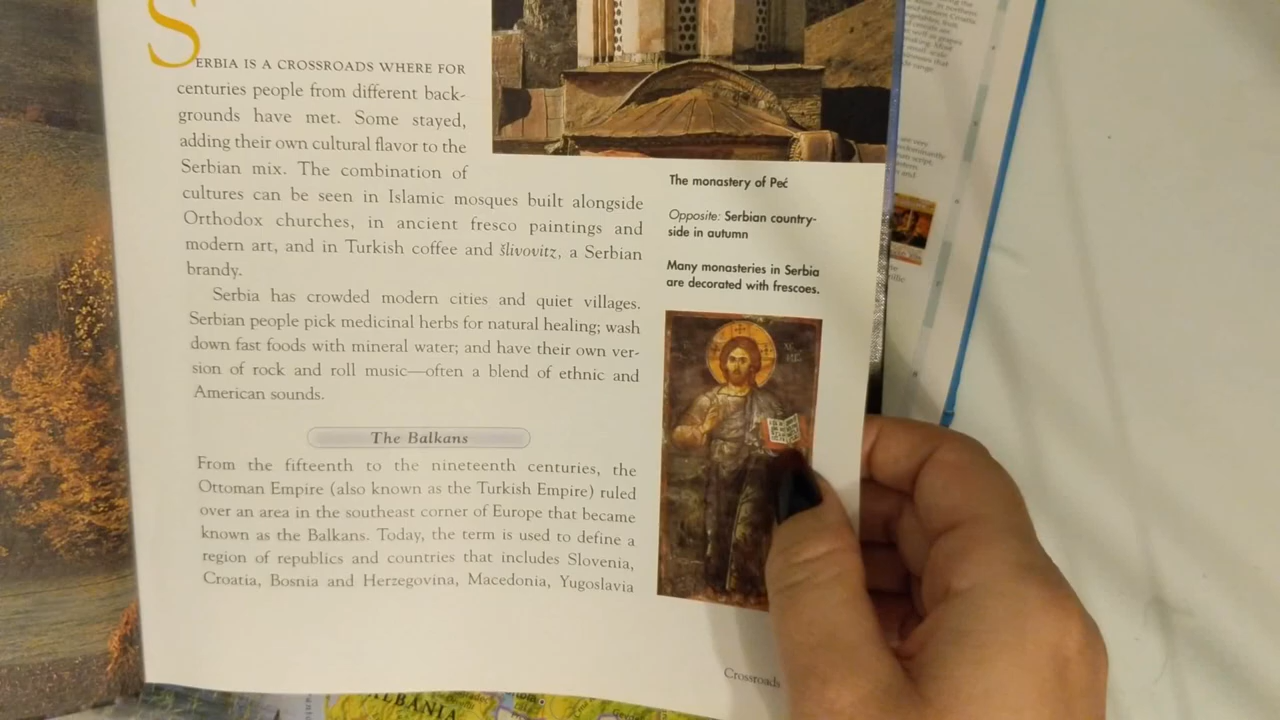 SERBIA IS A CROSSROADS WHERE FOR
centuries people from different back-
grounds have met. Some stayed,
adding their own cultural flavor to the
Serbian mix. The combination of
cultures can be seen in Islamic mosques built alongside
Orthodox churches, in ancient fresco paintings and
modern art, and in Turkish coffee and šlivovitz, a Serbian
brandy.
Serbia has crowded modern cities and quiet villages.
Serbian people pick medicinal herbs for natural healing; wash
down fast foods with mineral water; and have their own ver-
sion of rock and roll music—often a blend of ethnic and
American sounds.
The Balkans
From the fifteenth to the nineteenth centuries, the
Ottoman Empire (also known as the Turkish Empire) ruled
over an area in the southeast corner of Europe that became
known as the Balkans. Today, the term is used to define a
region of republics and countries that includes Slovenia,
Croatia, Bosnia and Herzegovina, Macedonia, Yugoslavia
The monastery of Peć
Opposite: Serbian country-
side in autumn
Many monasteries in Serbia
are decorated with frescoes.
Crossroads
ALBANIA